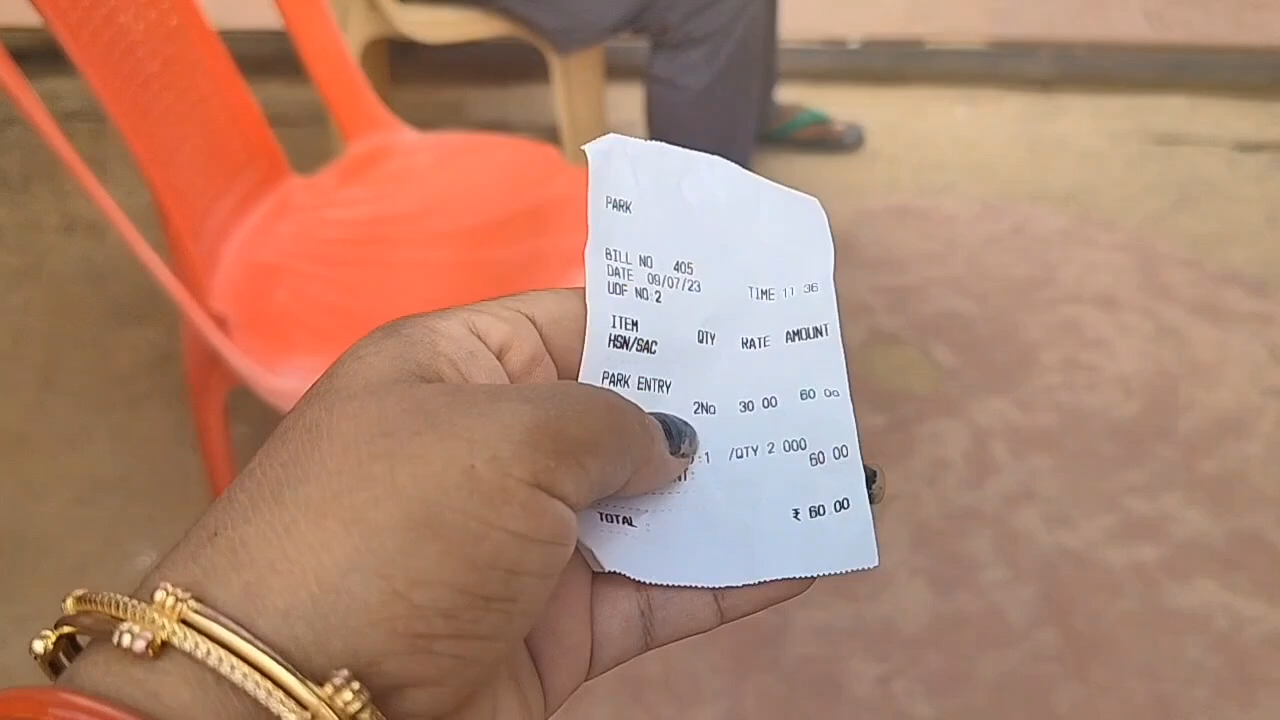 PARK
BILL NO 405
DATE 09/07/23
UDF NO:2 TIME 11 36
ITEM QTY RATE AMOUNT
HSN/SAC
PARK ENTRY
2No 30 00 60 00
:1 /QTY 2 000
60 00
TOTAL : ₹ 60 00